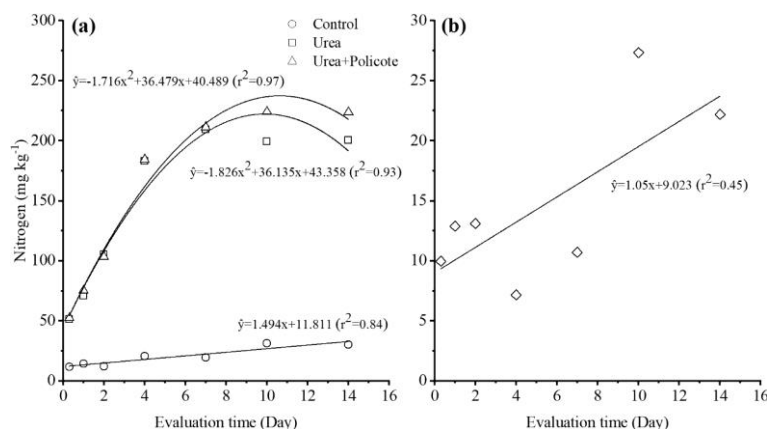 (a)
Control
Urea
Urea+Policote
ŷ=-1.716x²+36.479x+40.489 (r²=0.97)
ŷ=-1.826x²+36.135x+43.358 (r²=0.93)
ŷ=1.494x+11.811 (r²=0.84)
Nitrogen (mg kg⁻¹)
300
250
200
150
100
50
0
0 2 4 6 8 10 12 14 16
Evaluation time (Day)
(b)
ŷ=1.05x+9.023 (r²=0.45)
30
25
20
15
10
5
0
0 2 4 6 8 10 12 14 16
Evaluation time (Day)